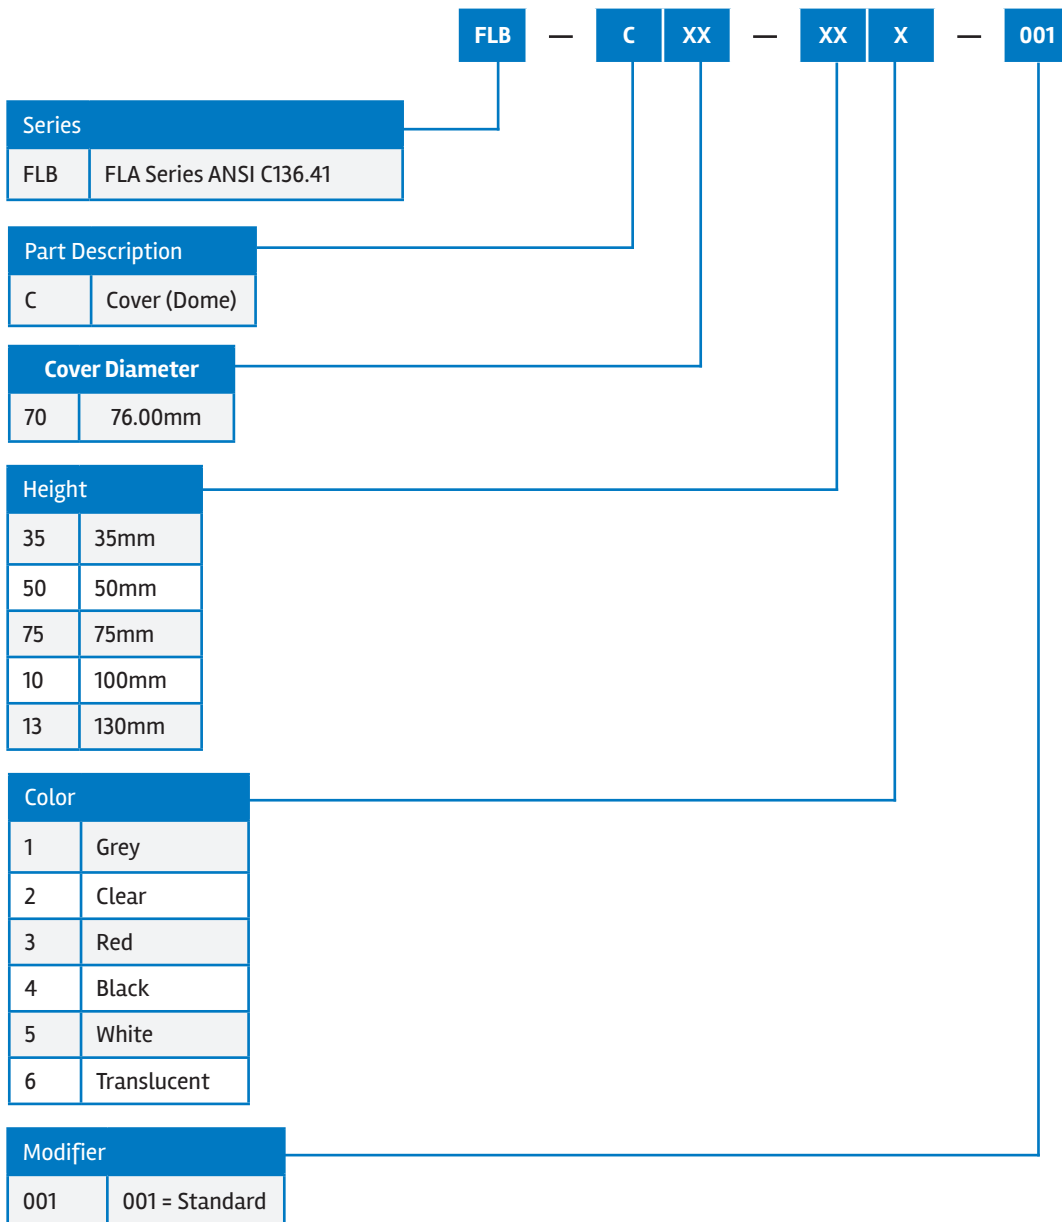 FLB — C XX — XX X — 001
Series
FLB FLA Series ANSI C136.41
Part Description
C Cover (Dome)
Cover Diameter
70 76.00mm
Height
35 35mm
50 50mm
75 75mm
10 100mm
13 130mm
Color
1 Grey
2 Clear
3 Red
4 Black
5 White
6 Translucent
Modifier
001 001 = Standard